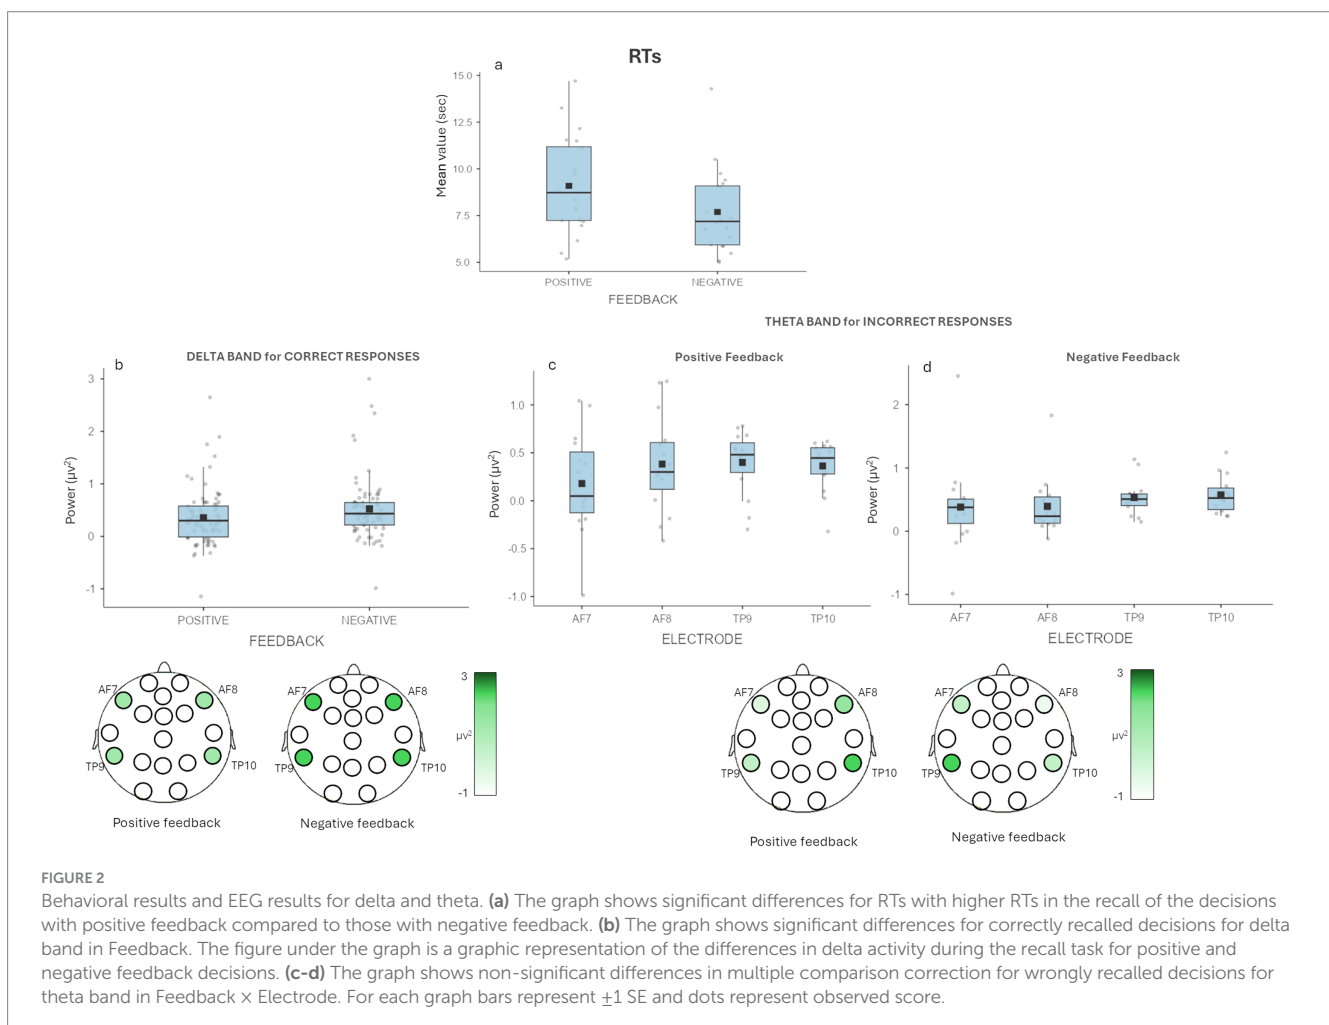 RTs
a
15.0
12.5
10.0
7.5
5.0
Mean value (sec)
POSITIVE NEGATIVE
FEEDBACK
THETA BAND for INCORRECT RESPONSES
DELTA BAND for CORRECT RESPONSES
b
3
2
1
0
-1
Power (µv²)
POSITIVE NEGATIVE
FEEDBACK
Positive Feedback
c
1.0
0.5
0.0
-0.5
-1.0
Power (µv²)
AF7 AF8 TP9 TP10
ELECTRODE
Negative Feedback
d
2
1
0
-1
Power (µv²)
AF7 AF8 TP9 TP10
ELECTRODE
AF7 AF8
TP9 TP10
Positive feedback
AF7 AF8
TP9 TP10
Negative feedback
3
µv²
-1
AF7 AF8
TP9 TP10
Positive feedback
AF7 AF8
TP9 TP10
Negative feedback
3
µv²
-1
FIGURE 2
Behavioral results and EEG results for delta and theta. (a) The graph shows significant differences for RTs with higher RTs in the recall of the decisions
with positive feedback compared to those with negative feedback. (b) The graph shows significant differences for correctly recalled decisions for delta
band in Feedback. The figure under the graph is a graphic representation of the differences in delta activity during the recall task for positive and
negative feedback decisions. (c-d) The graph shows non-significant differences in multiple comparison correction for wrongly recalled decisions for
theta band in Feedback × Electrode. For each graph bars represent ±1 SE and dots represent observed score.